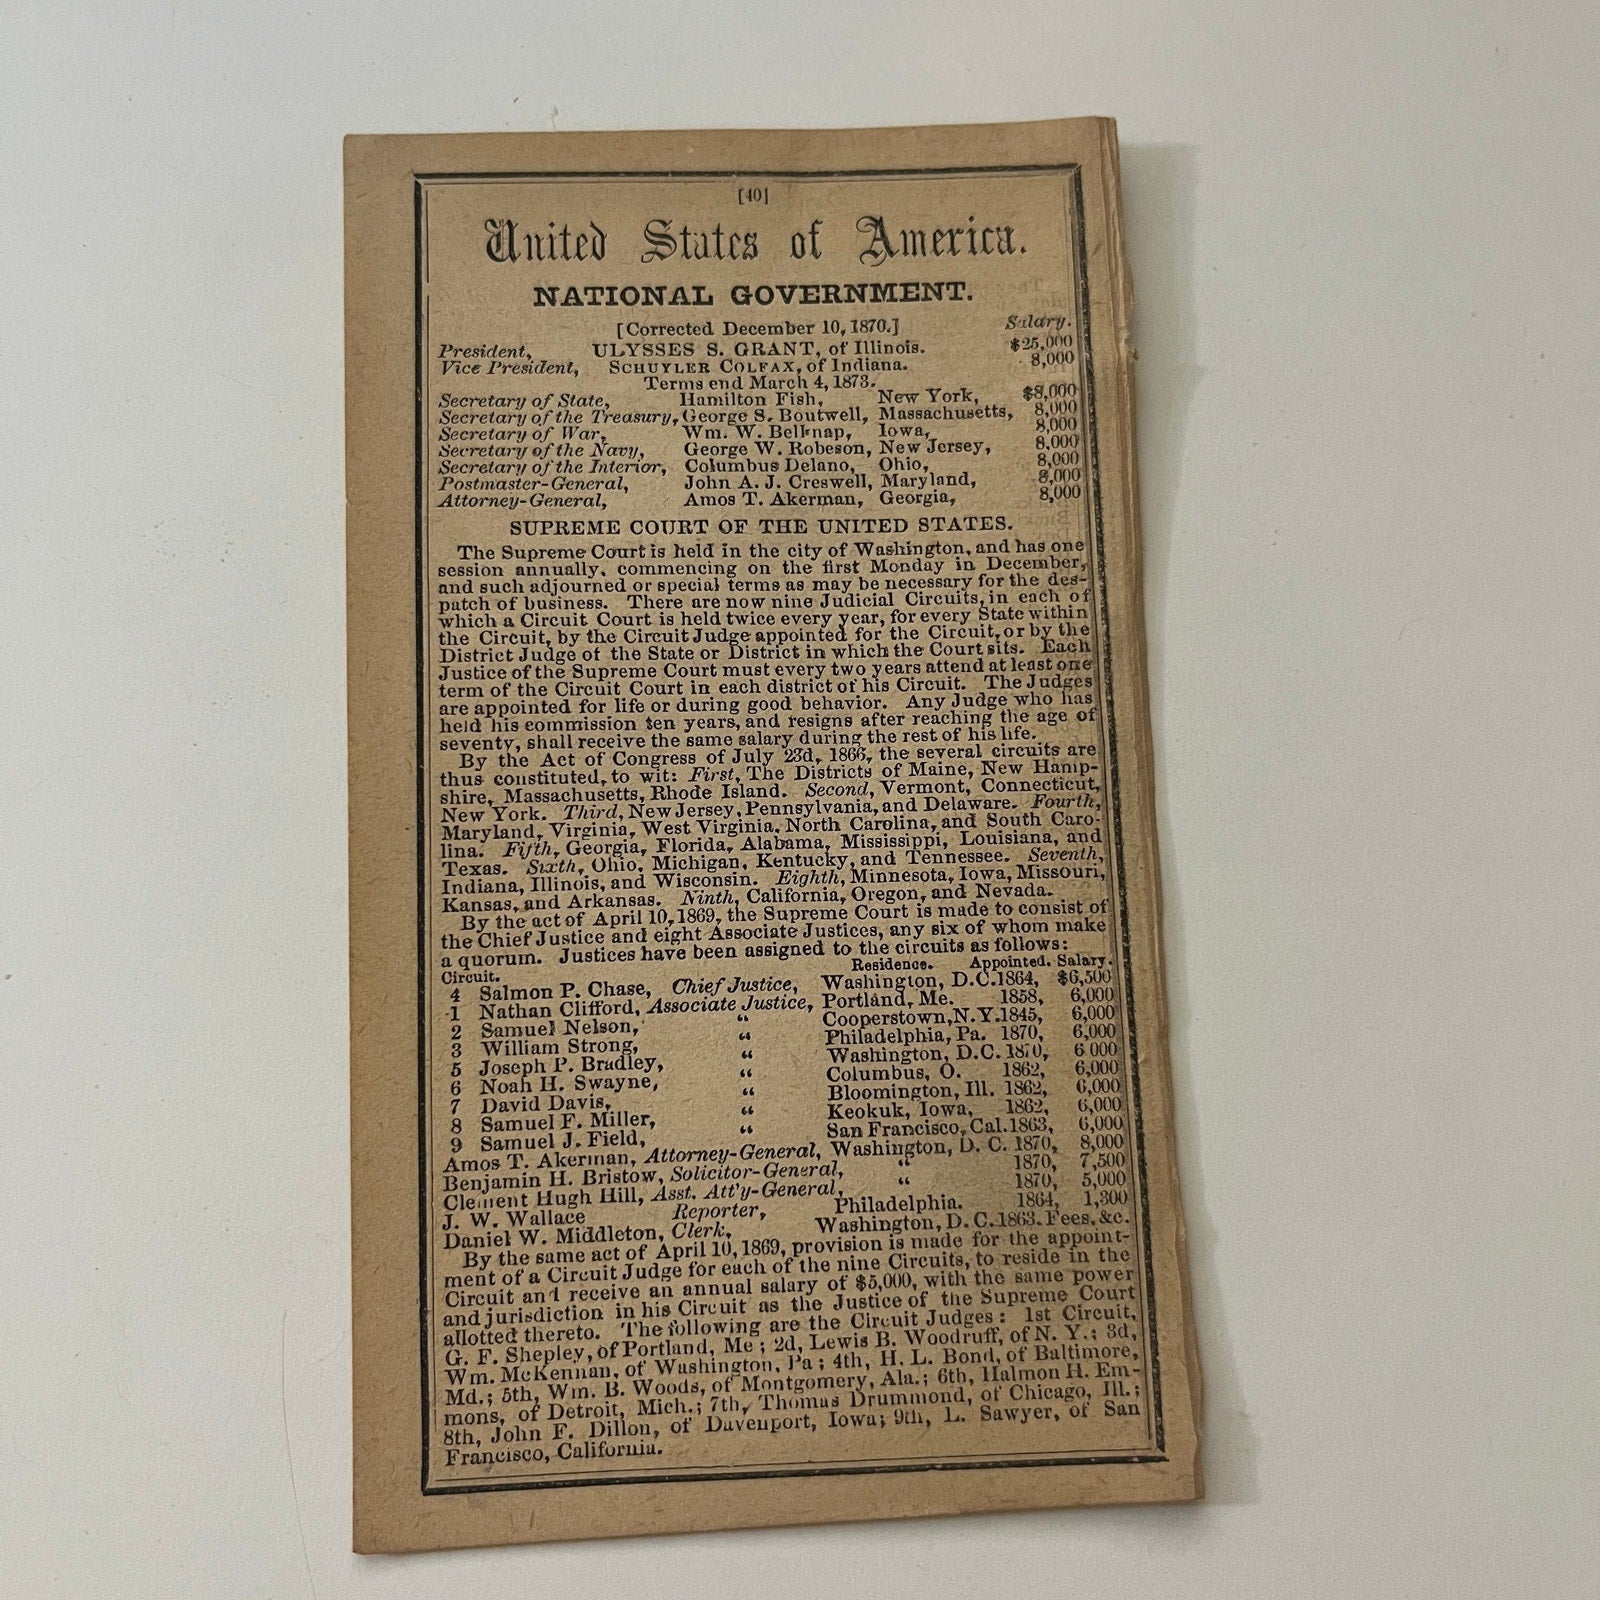 [40]
United States of America.
NATIONAL GOVERNMENT.
[Corrected December 10, 1870.] Salary.
President, ULYSSES S. GRANT, of Illinois. $25,000
Vice President, SCHUYLER COLFAX, of Indiana. 8,000
Terms end March 4, 1873.
Secretary of State, Hamilton Fish, New York, $8,000
Secretary of the Treasury, George S. Boutwell, Massachusetts, 8,000
Secretary of War, Wm. W. Belknap, Iowa, 8,000
Secretary of the Navy, George W. Robeson, New Jersey, 8,000
Secretary of the Interior, Columbus Delano, Ohio, 8,000
Postmaster-General, John A. J. Creswell, Maryland, 8,000
Attorney-General, Amos T. Akerman, Georgia, 8,000
SUPREME COURT OF THE UNITED STATES.
The Supreme Court is held in the city of Washington, and has one
session annually, commencing on the first Monday in December,
and such adjourned or special terms as may be necessary for the des-
patch of business. There are now nine Judicial Circuits, in each of
which a Circuit Court is held twice every year, for every State within
the Circuit, by the Circuit Judge appointed for the Circuit, or by the
District Judge of the State or District in which the Court sits. Each
Justice of the Supreme Court must every two years attend at least one
term of the Circuit Court in each district of his Circuit. The Judges
are appointed for life or during good behavior. Any Judge who has
held his commission ten years, and resigns after reaching the age of
seventy, shall receive the same salary during the rest of his life.
By the Act of Congress of July 23d, 1866, the several circuits are
thus constituted, to wit: First, The Districts of Maine, New Hamp-
shire, Massachusetts, Rhode Island. Second, Vermont, Connecticut,
New York. Third, New Jersey, Pennsylvania, and Delaware. Fourth,
Maryland, Virginia, West Virginia, North Carolina, and South Caro-
lina. Fifth, Georgia, Florida, Alabama, Mississippi, Louisiana, and
Texas. Sixth, Ohio, Michigan, Kentucky, and Tennessee. Seventh,
Indiana, Illinois, and Wisconsin. Eighth, Minnesota, Iowa, Missouri,
Kansas, and Arkansas. Ninth, California, Oregon, and Nevada.
By the act of April 10, 1869, the Supreme Court is made to consist of
the Chief Justice and eight Associate Justices, any six of whom make
a quorum. Justices have been assigned to the circuits as follows:
Circuit. Residence. Appointed. Salary.
4 Salmon P. Chase, Chief Justice, Washington, D.C. 1864, $6,500
1 Nathan Clifford, Associate Justice, Portland, Me. 1858, 6,000
2 Samuel Nelson, " Cooperstown, N.Y. 1845, 6,000
3 William Strong, " Philadelphia, Pa. 1870, 6,000
5 Joseph P. Bradley, " Washington, D.C. 1870, 6 000
6 Noah H. Swayne, " Columbus, O. 1862, 6,000
7 David Davis, " Bloomington, Ill. 1862, 6,000
8 Samuel F. Miller, " Keokuk, Iowa, 1862, 6,000
9 Samuel J. Field, " San Francisco, Cal. 1863, 6,000
Amos T. Akerman, Attorney-General, Washington, D. C. 1870, 8,000
Benjamin H. Bristow, Solicitor-General, " 1870, 7,500
Clement Hugh Hill, Asst. Att'y-General, " 1870, 5,000
J. W. Wallace Reporter, Philadelphia. 1864, 1,300
Daniel W. Middleton, Clerk, Washington, D. C. 1863. Fees, &c.
By the same act of April 10, 1869, provision is made for the appoint-
ment of a Circuit Judge for each of the nine Circuits, to reside in the
Circuit and receive an annual salary of $5,000, with the same power
and jurisdiction in his Circuit as the Justice of the Supreme Court
allotted thereto. The following are the Circuit Judges: 1st Circuit,
G. F. Shepley, of Portland, Me; 2d, Lewis B. Woodruff, of N. Y.; 3d,
Wm. McKennan, of Washington, Pa; 4th, H. L. Bond, of Baltimore,
Md.; 5th, Wm. B. Woods, of Montgomery, Ala.; 6th, Halmon H. Em-
mons, of Detroit, Mich.; 7th, Thomas Drummond, of Chicago, Ill.;
8th, John F. Dillon, of Davenport, Iowa; 9th, L. Sawyer, of San
Francisco, California.